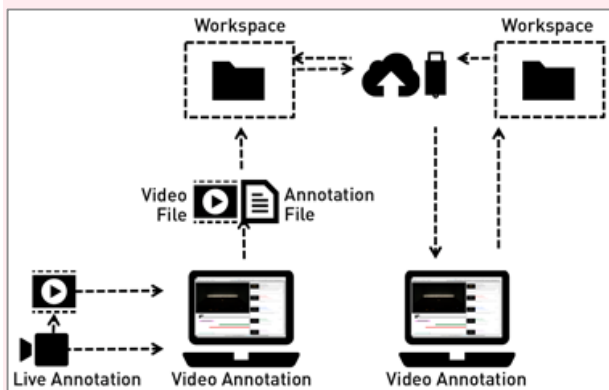 Workspace
Workspace
Video
File
Annotation
File
Live Annotation
Video Annotation
Video Annotation